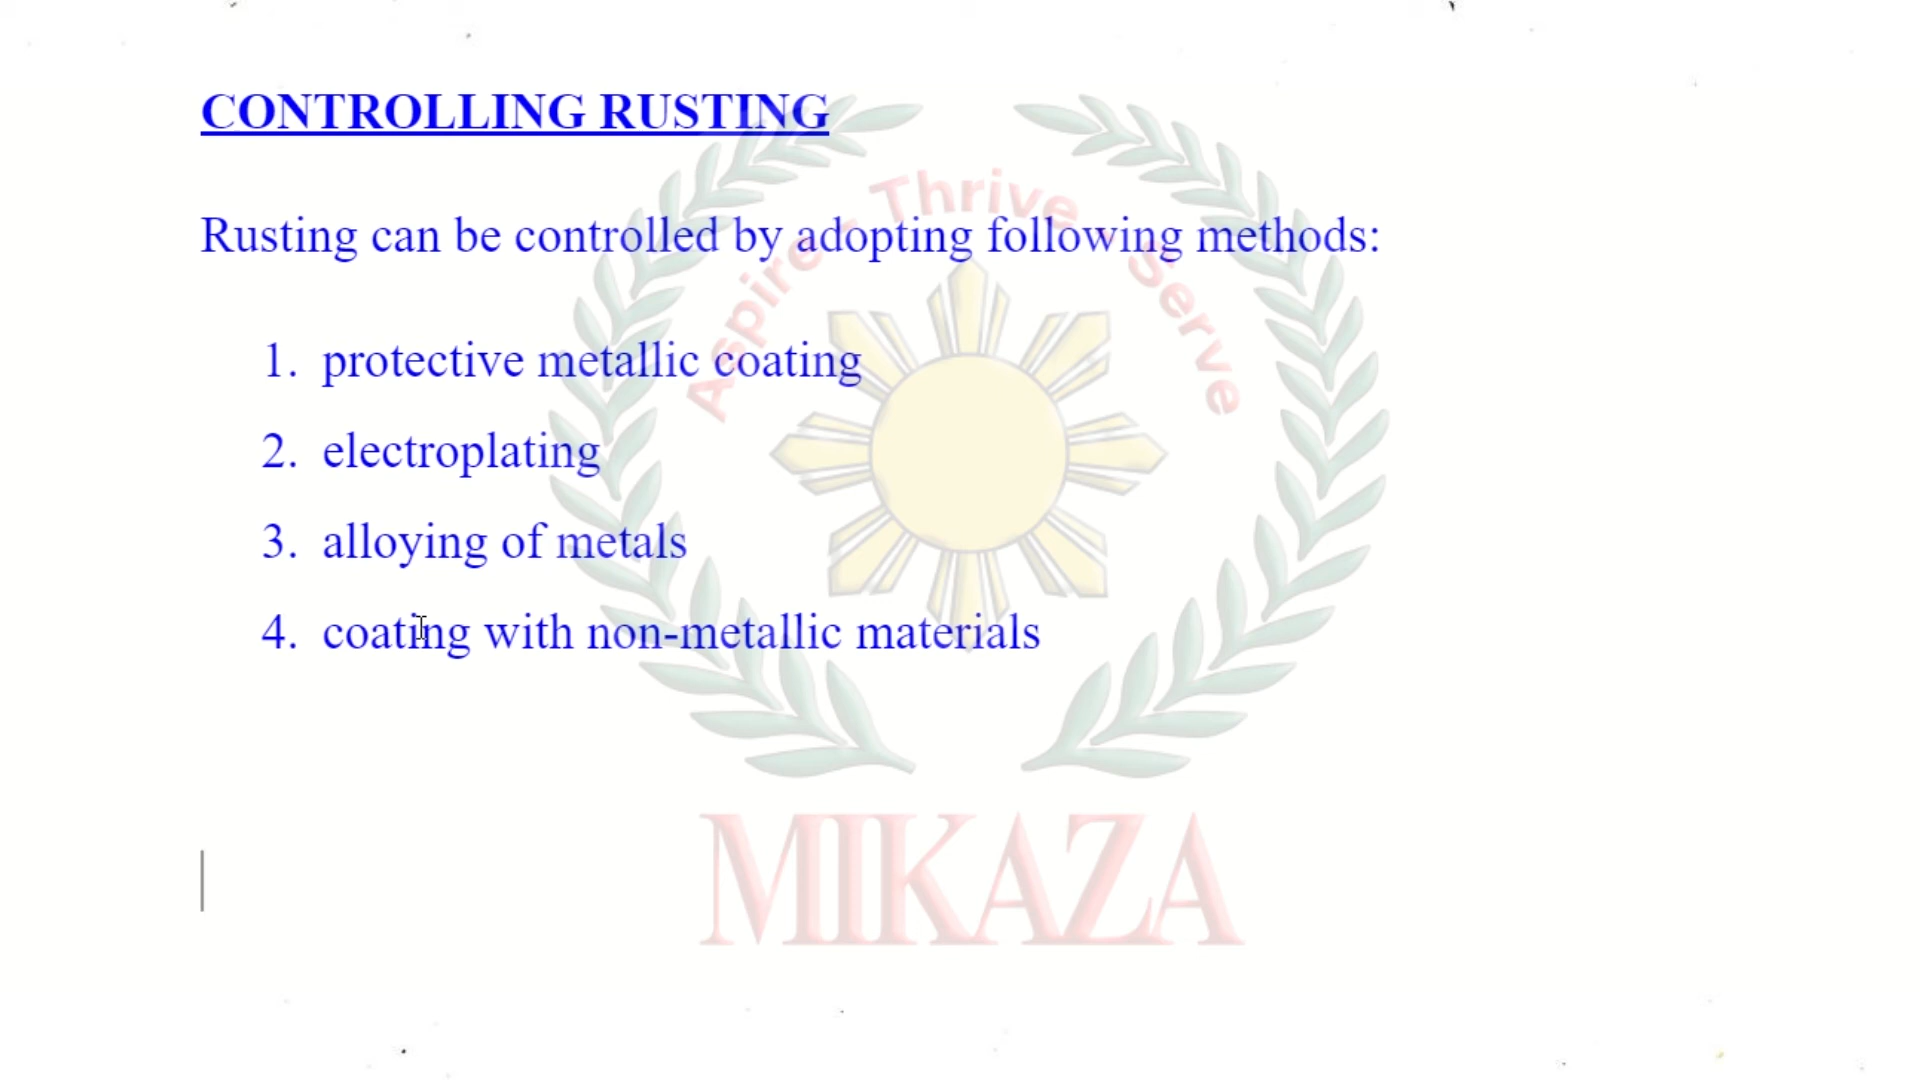 CONTROLLING RUSTING
Aspire - Thrive - Serve
Rusting can be controlled by adopting following methods:
1. protective metallic coating
2. electroplating
3. alloying of metals
4. coating with non-metallic materials
MIKAZA